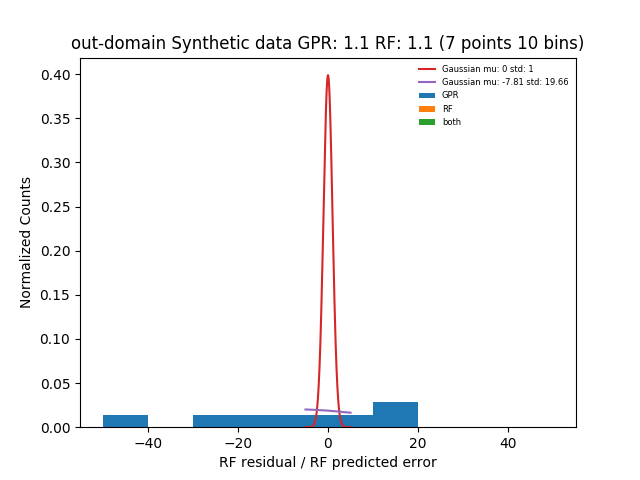 out-domain Synthetic data GPR: 1.1 RF: 1.1 (7 points 10 bins)
Gaussian mu: 0 std: 1
Gaussian mu: -7.81 std: 19.66
GPR
RF
both
Normalized Counts
0.40
0.35
0.30
0.25
0.20
0.15
0.10
0.05
0.00
−40 −20 0 20 40
RF residual / RF predicted error